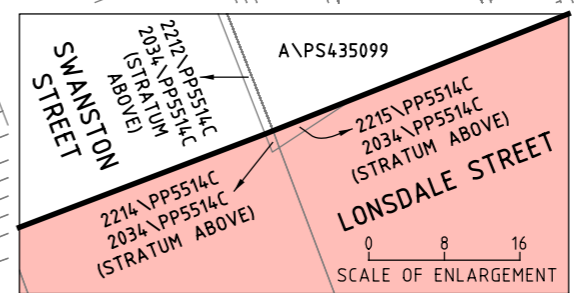 SWANSTON
STREET
2212\PP5514C
2034\PP5514C
(STRATUM
ABOVE)
A\PS435099
2215\PP5514C
2034\PP5514C
(STRATUM ABOVE)
2214\PP5514C
2034\PP5514C
(STRATUM ABOVE)
LONSDALE STREET
0 8 16
SCALE OF ENLARGEMENT